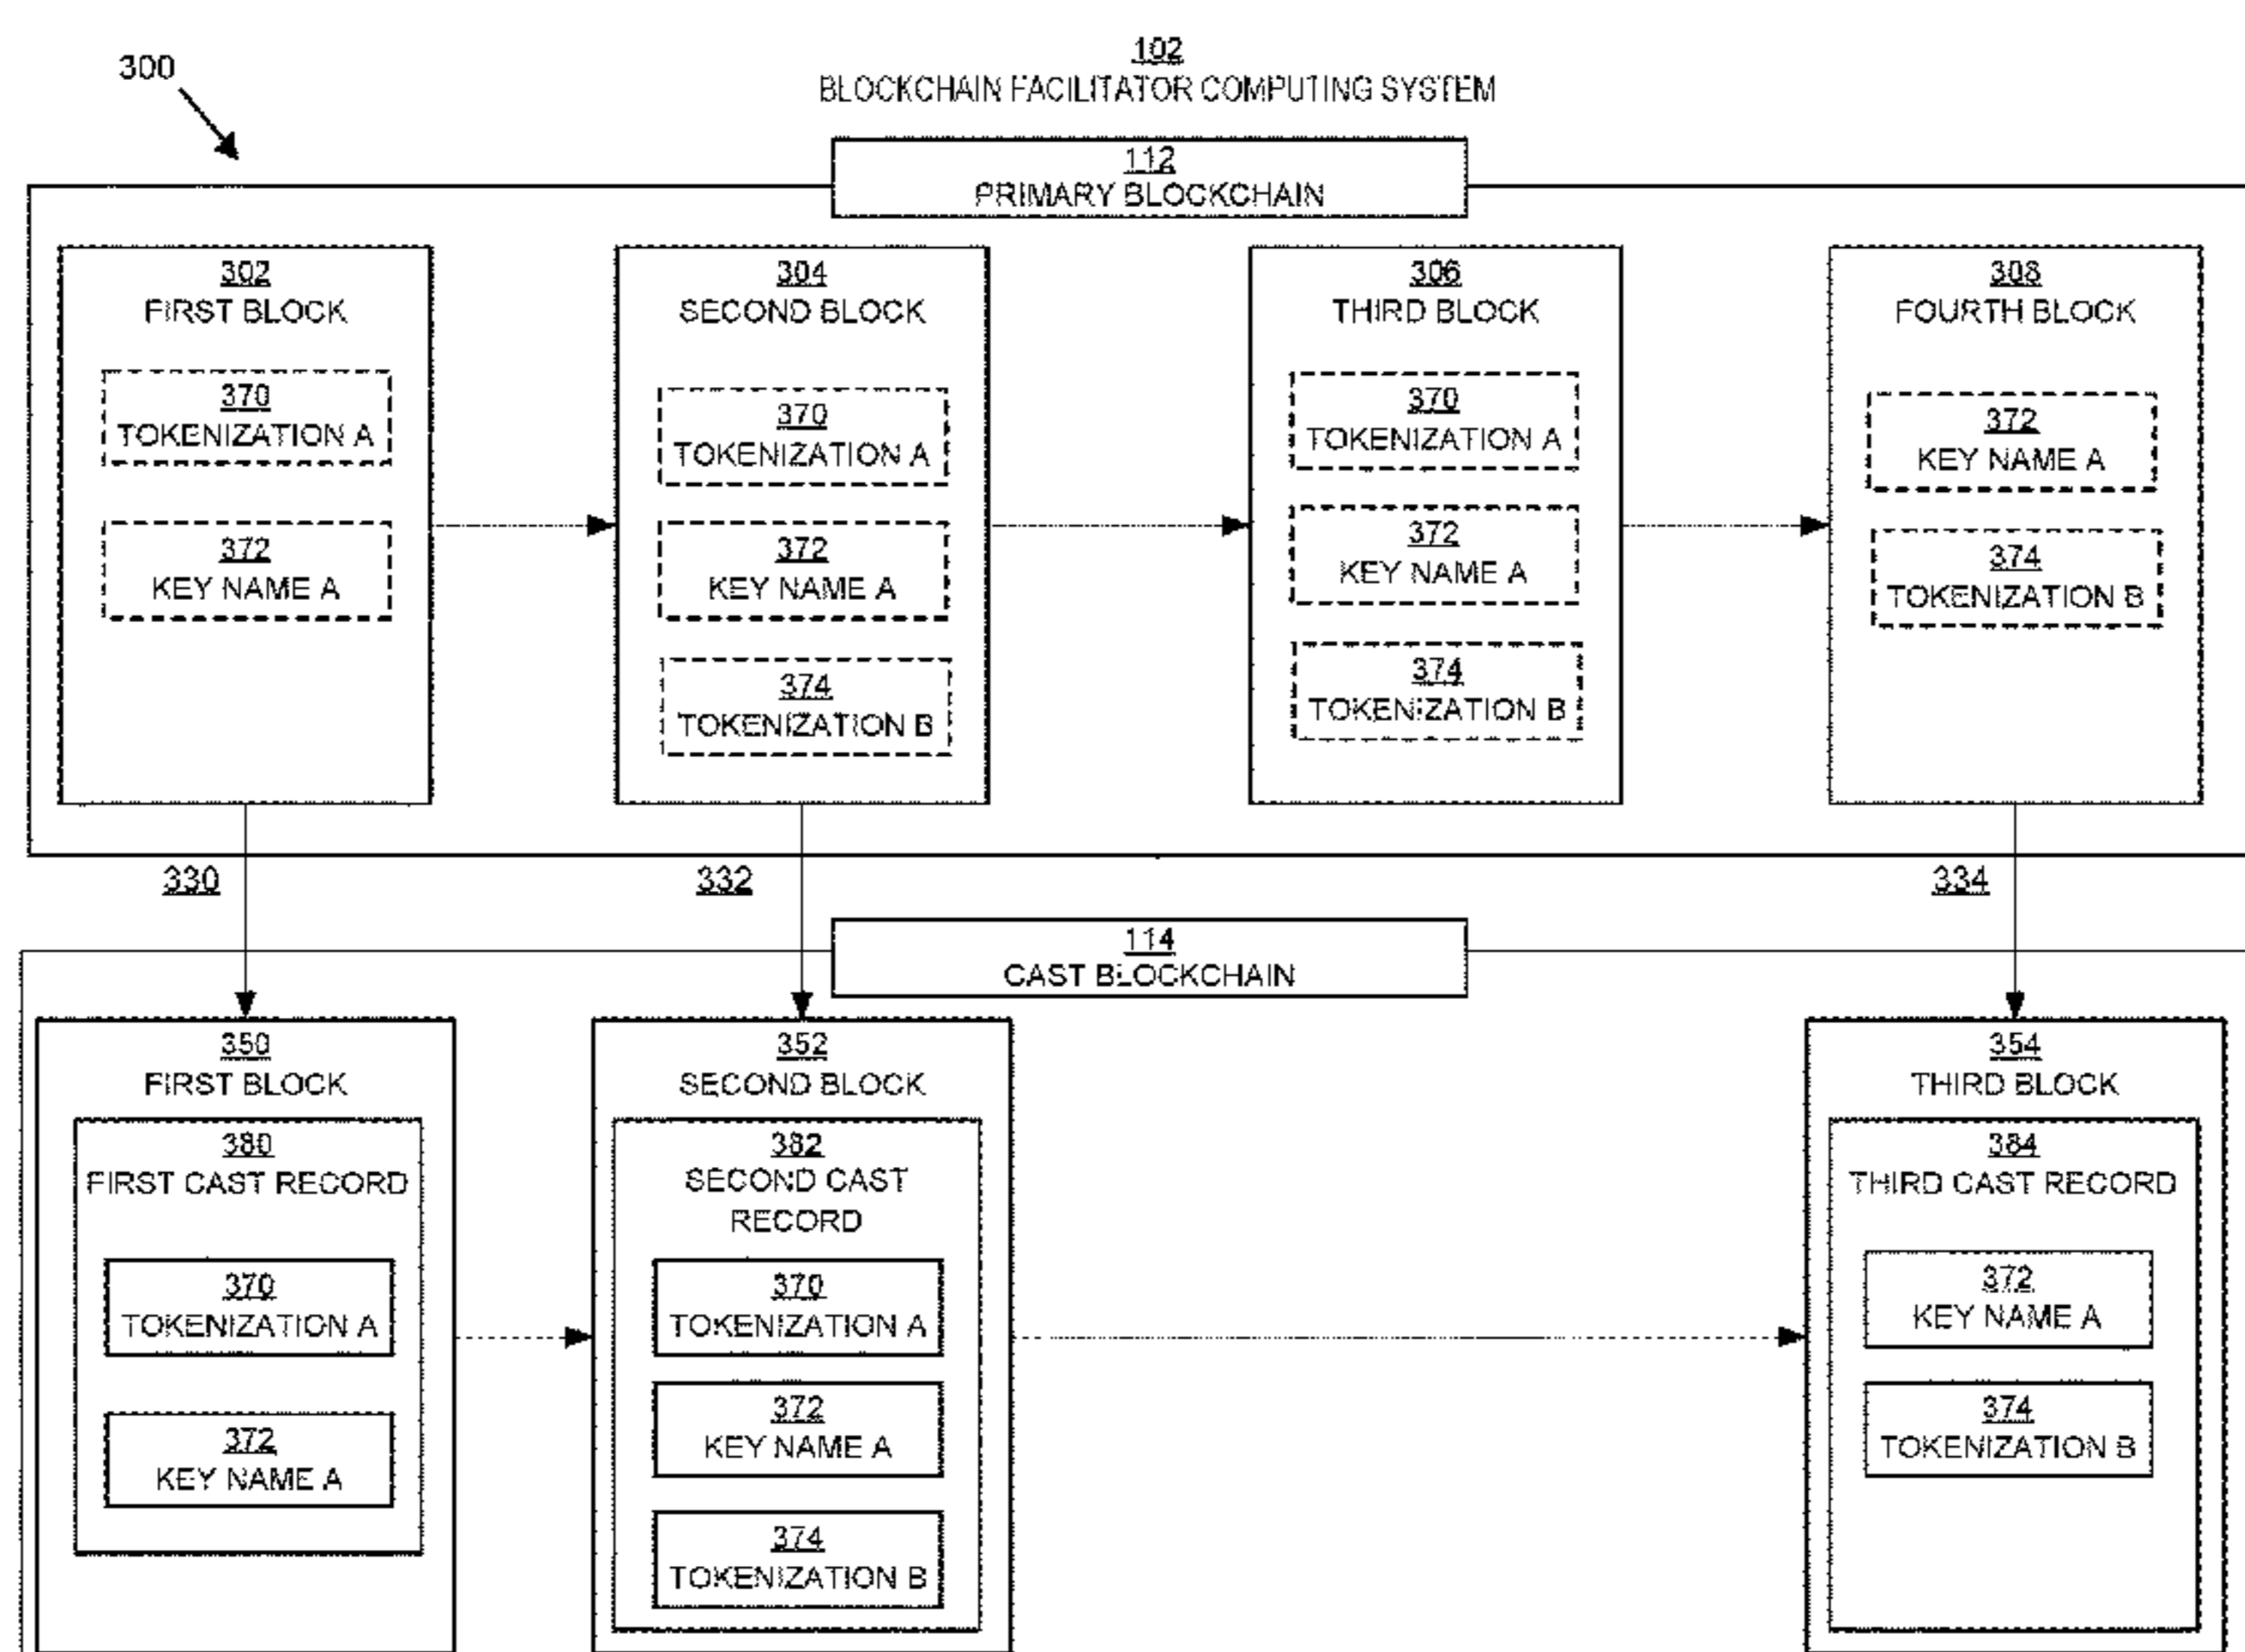 300
102
BLOCKCHAIN FACILITATOR COMPUTING SYSTEM
112
PRIMARY BLOCKCHAIN
302
FIRST BLOCK
370
TOKENIZATION A
372
KEY NAME A
304
SECOND BLOCK
370
TOKENIZATION A
372
KEY NAME A
374
TOKENIZATION B
306
THIRD BLOCK
370
TOKENIZATION A
372
KEY NAME A
374
TOKENIZATION B
308
FOURTH BLOCK
372
KEY NAME A
374
TOKENIZATION B
330
332
334
114
CAST BLOCKCHAIN
350
FIRST BLOCK
380
FIRST CAST RECORD
370
TOKENIZATION A
372
KEY NAME A
352
SECOND BLOCK
382
SECOND CAST
RECORD
370
TOKENIZATION A
372
KEY NAME A
374
TOKENIZATION B
354
THIRD BLOCK
384
THIRD CAST RECORD
372
KEY NAME A
374
TOKENIZATION B